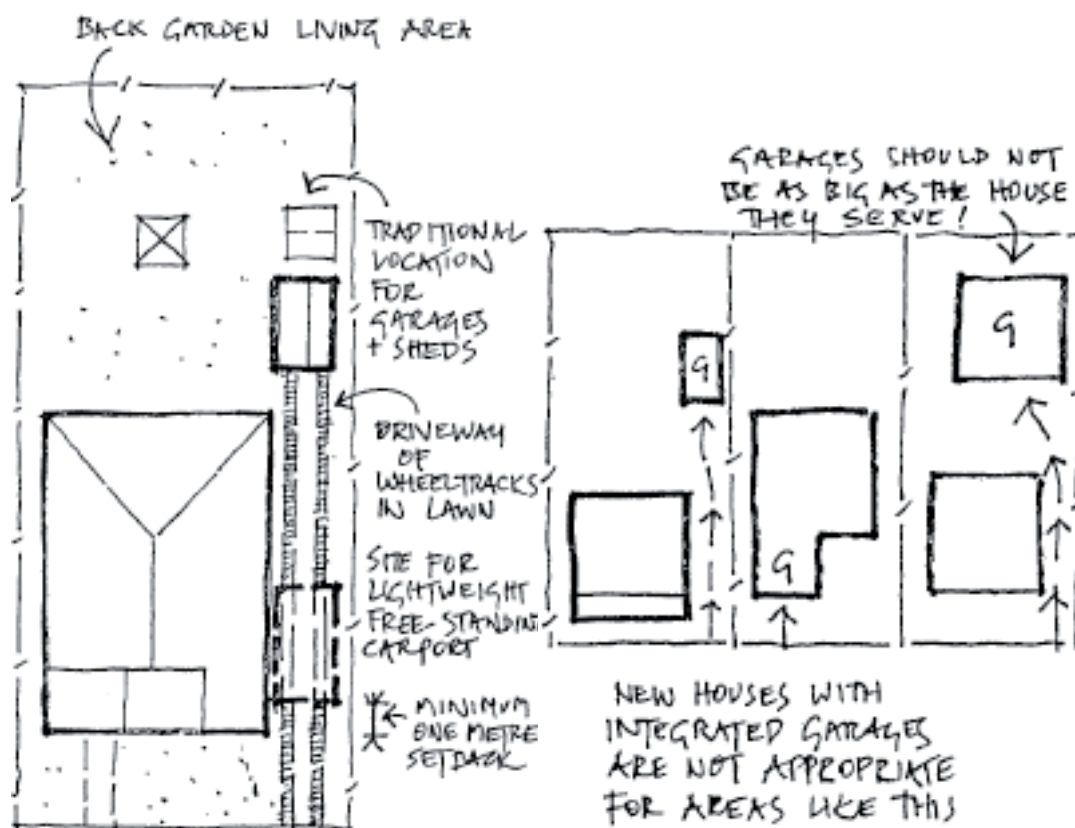 BACK GARDEN LIVING AREA
TRADITIONAL
LOCATION
FOR
GARAGES
+ SHEDS
DRIVEWAY
OF
WHEELTRACKS
IN LAWN
SITE FOR
LIGHTWEIGHT
FREE-STANDING
CARPORT
MINIMUM
ONE METRE
SETBACK
GARAGES SHOULD NOT
BE AS BIG AS THE HOUSE
THEY SERVE!
G
G
G
NEW HOUSES WITH
INTEGRATED GARAGES
ARE NOT APPROPRIATE
FOR AREAS LIKE THIS